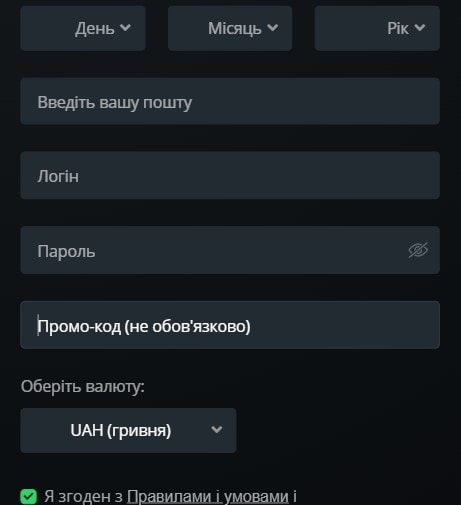 День Місяць Рік
Введіть вашу пошту
Логін
Пароль
Промо-код (не обов'язково)
Оберіть валюту:
UAH (гривня)
Я згоден з Правилами і умовами і